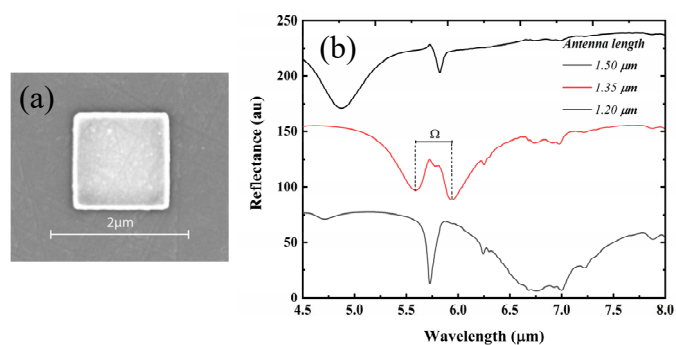 (a)
2μm
(b)
Antenna length
1.50 μm
1.35 μm
1.20 μm
Ω
Reflectance (au)
250
200
150
100
50
0
4.5 5.0 5.5 6.0 6.5 7.0 7.5 8.0
Wavelength (μm)